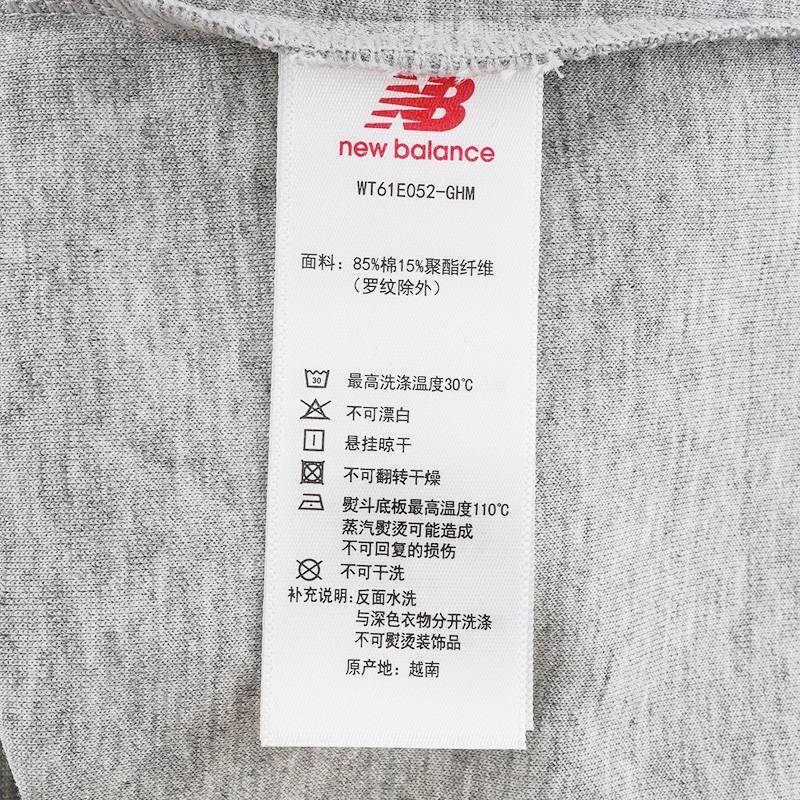 NB
new balance
WT61E052-GHM
面料：85%棉15%聚酯纤维
（罗纹除外）
30 最高洗涤温度30℃
不可漂白
悬挂晾干
不可翻转干燥
熨斗底板最高温度110℃
蒸汽熨烫可能造成
不可回复的损伤
不可干洗
补充说明:反面水洗
与深色衣物分开洗涤
不可熨烫装饰品
原产地：越南